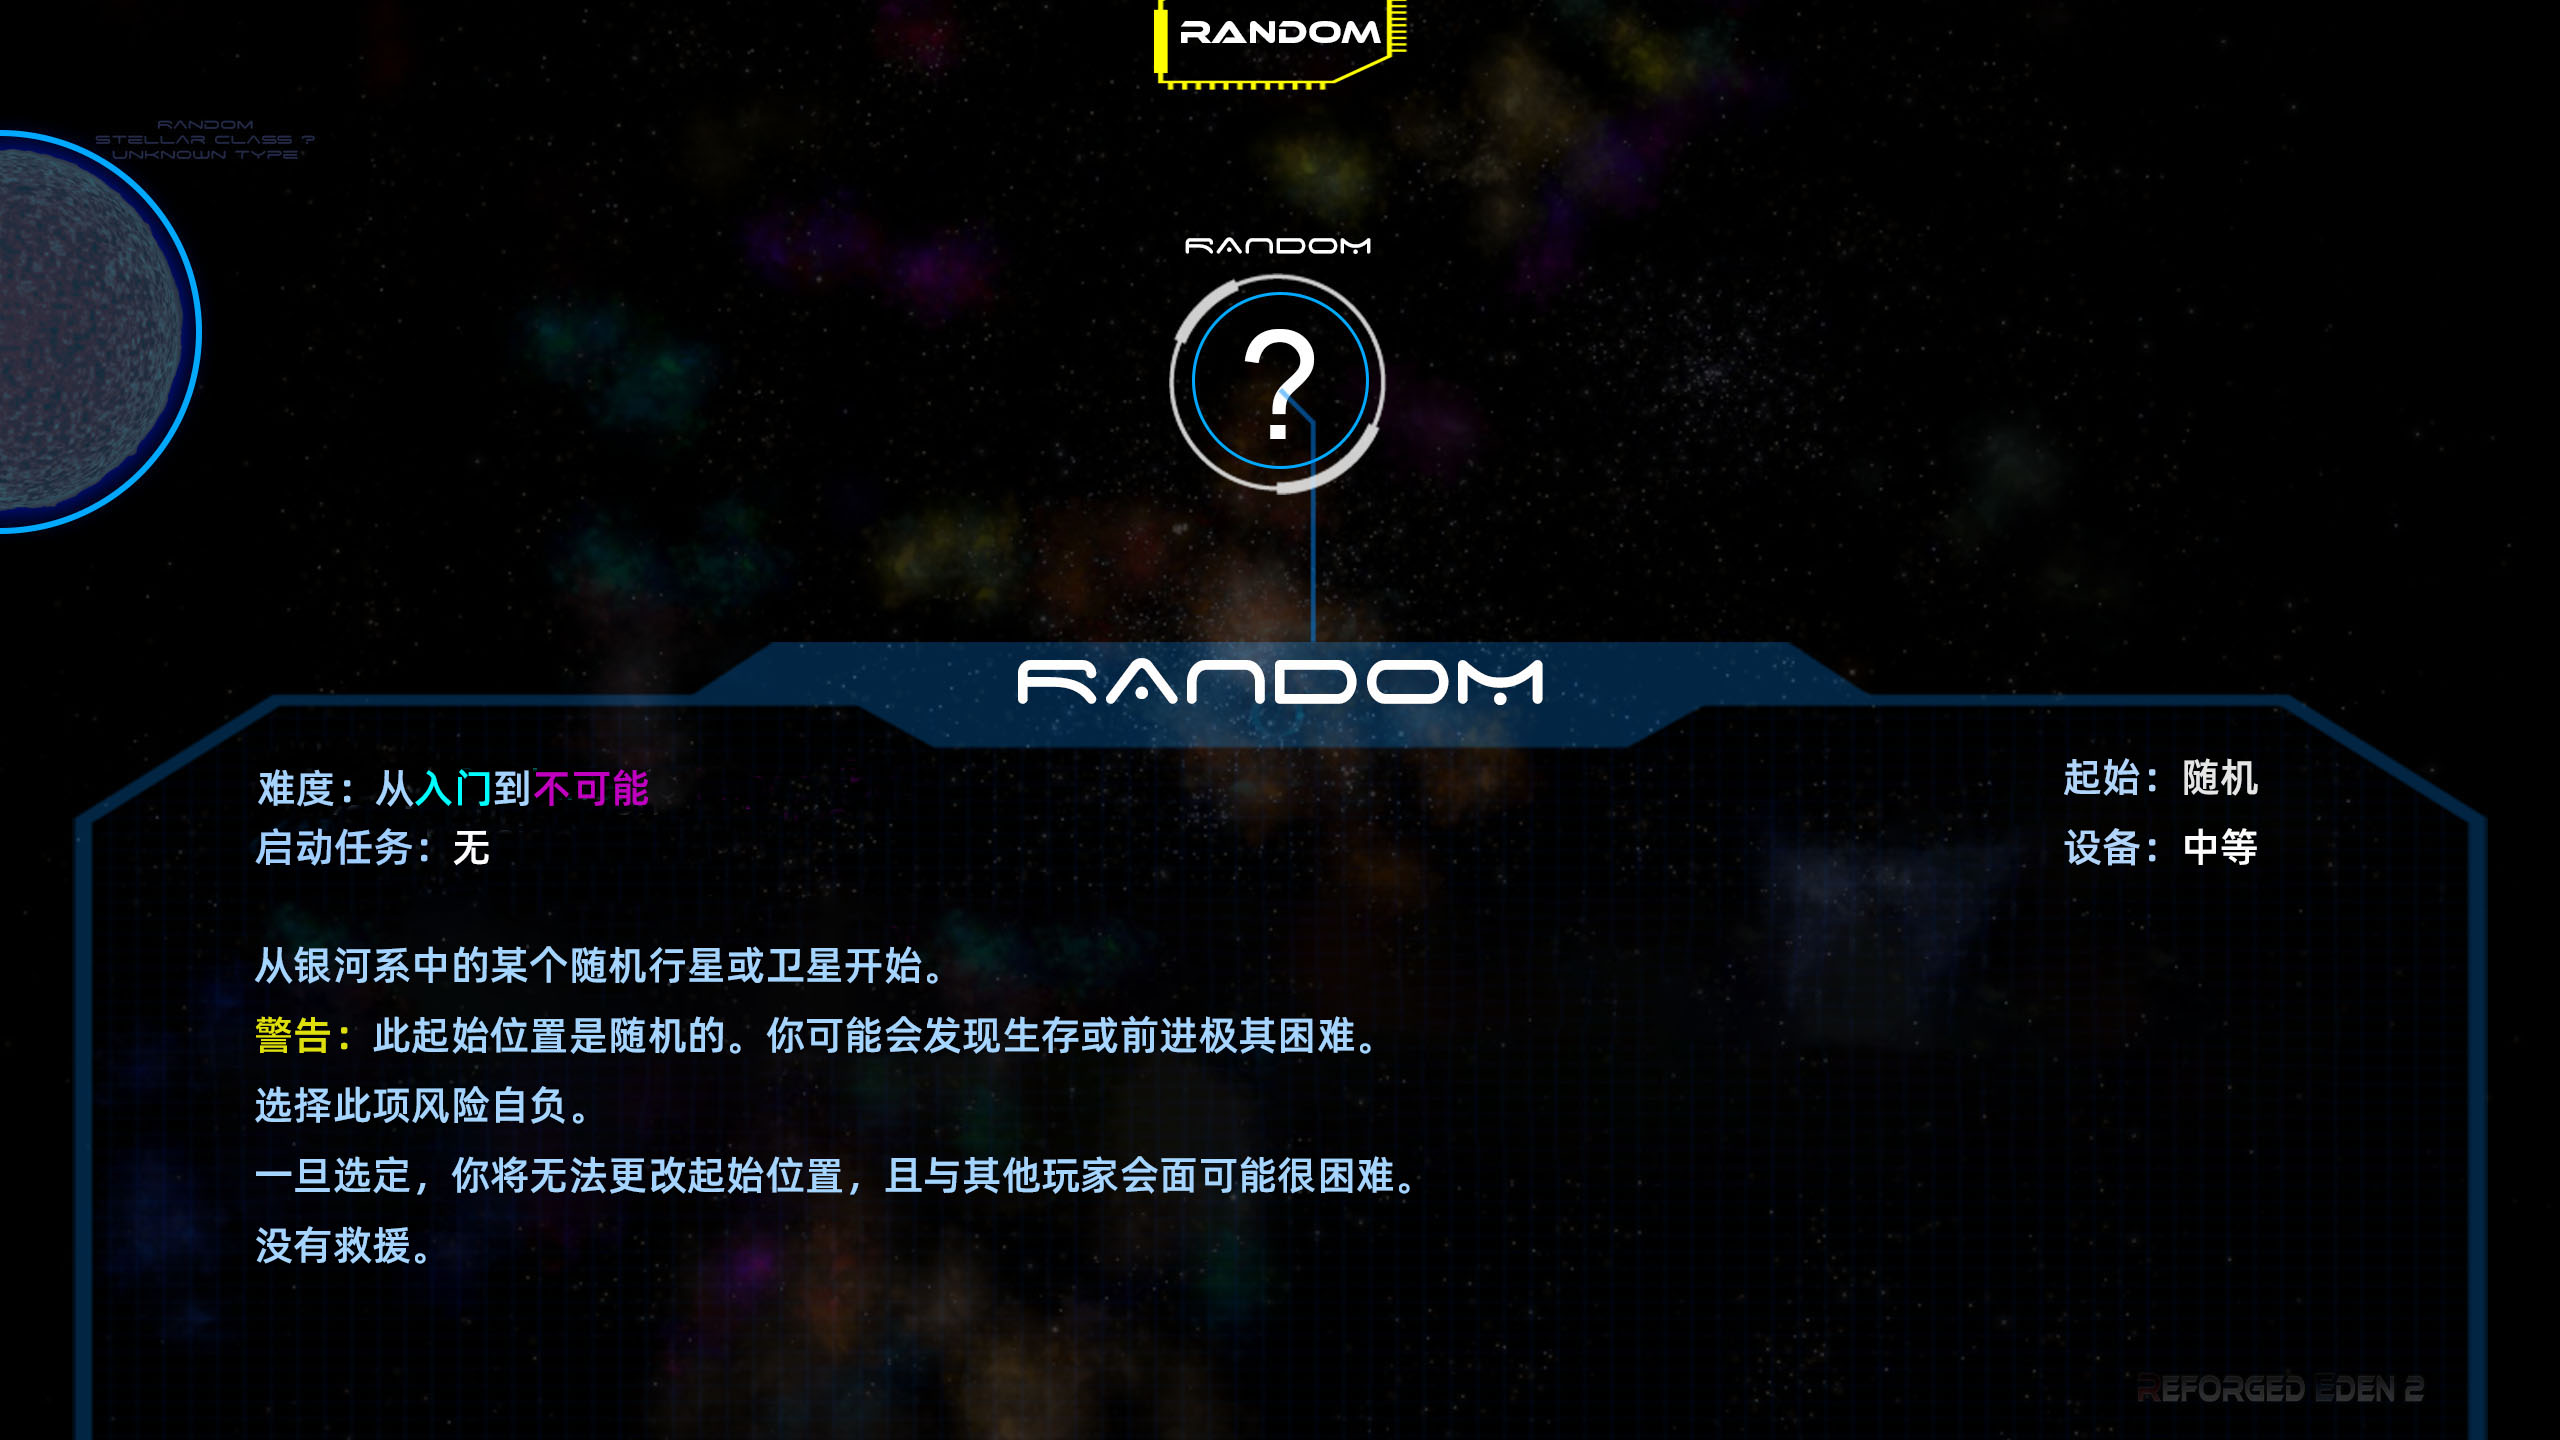 RANDOM
RANDOM
STELLAR CLASS ?
UNKNOWN TYPE
RANDOM
?
RANDOM
难度：从入门到不可能
启动任务：无
起始：随机
设备：中等
从银河系中的某个随机行星或卫星开始。
警告：此起始位置是随机的。你可能会发现生存或前进极其困难。
选择此项风险自负。
一旦选定，你将无法更改起始位置，且与其他玩家会面可能很困难。
没有救援。
REFORGED EDEN 2